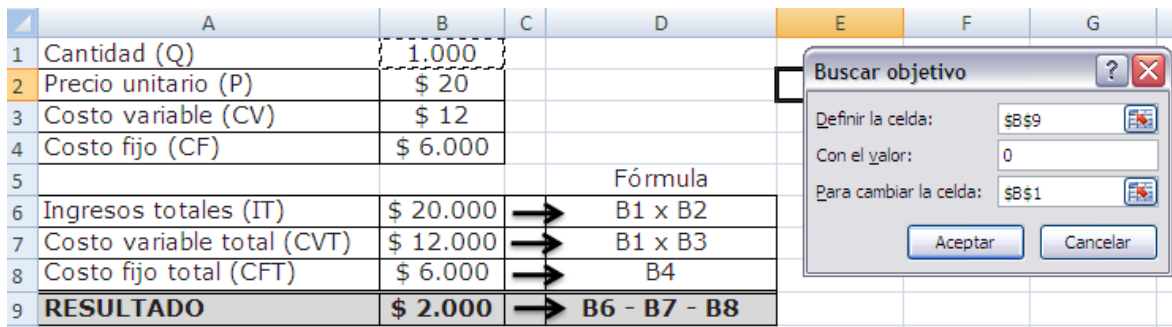 A B C D E F G
1 Cantidad (Q) 1.000
2 Precio unitario (P) $ 20
3 Costo variable (CV) $ 12
4 Costo fijo (CF) $ 6.000
5 Fórmula
6 Ingresos totales (IT) $ 20.000 B1 x B2
7 Costo variable total (CVT) $ 12.000 B1 x B3
8 Costo fijo total (CFT) $ 6.000 B4
9 RESULTADO $ 2.000 B6 - B7 - B8
Buscar objetivo ?
Definir la celda: $B$9
Con el valor: 0
Para cambiar la celda: $B$1
Aceptar Cancelar